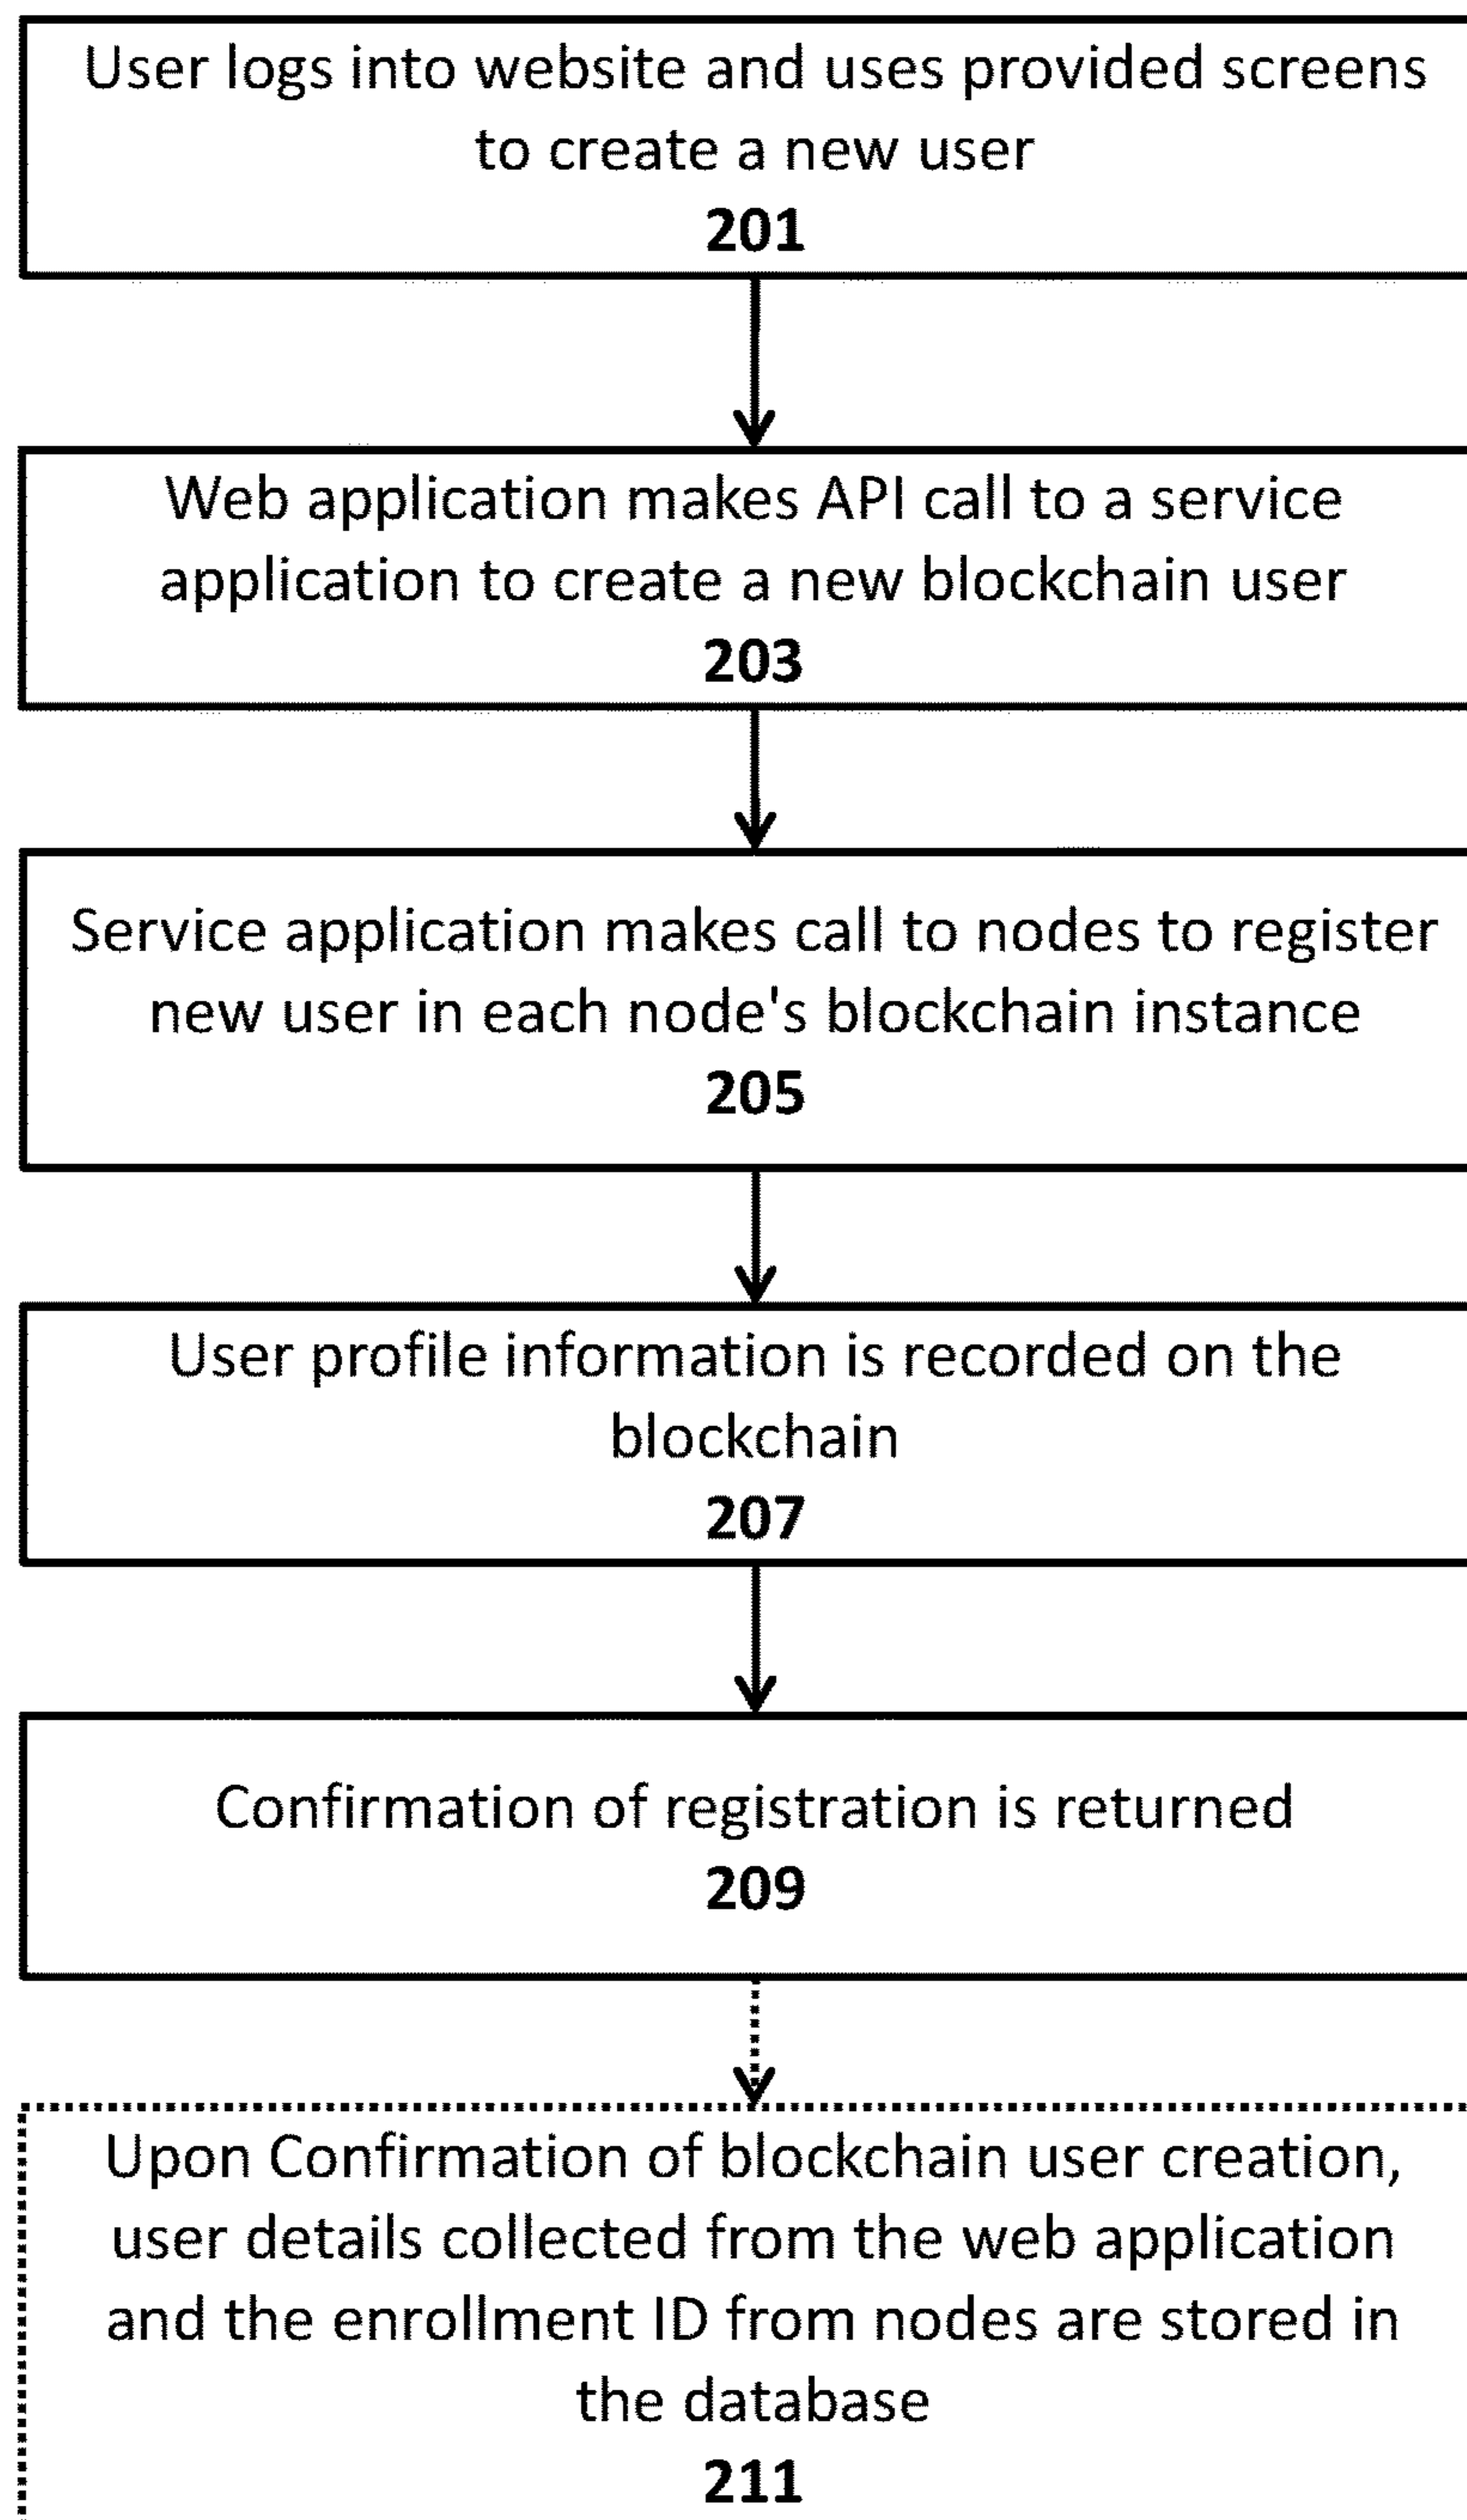 User logs into website and uses provided screens
to create a new user
201
Web application makes API call to a service
application to create a new blockchain user
203
Service application makes call to nodes to register
new user in each node's blockchain instance
205
User profile information is recorded on the
blockchain
207
Confirmation of registration is returned
209
Upon Confirmation of blockchain user creation,
user details collected from the web application
and the enrollment ID from nodes are stored in
the database
211